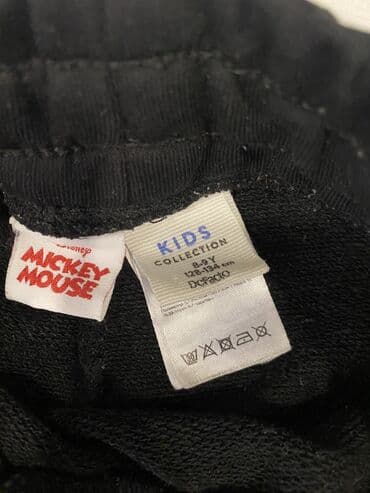 Disney
MICKEY
MOUSE
KIDS
COLLECTION
8-9 Y
128-134 cm
DeFacto